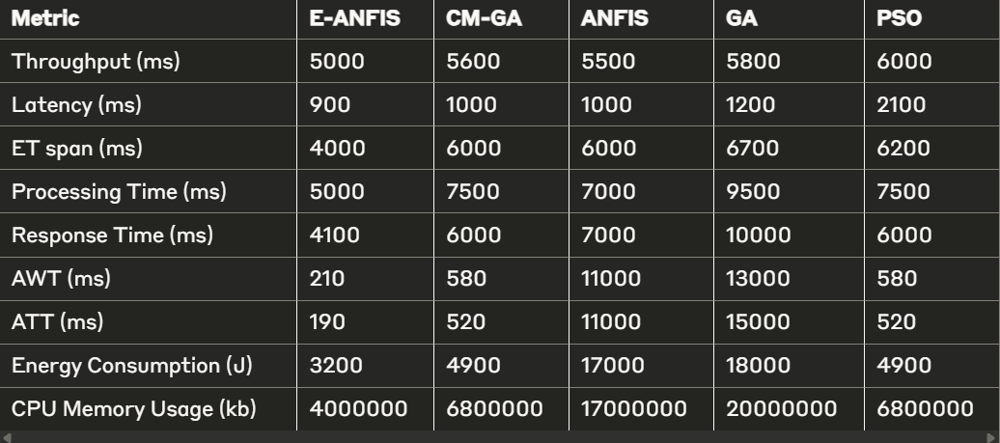 Metric E-ANFIS CM-GA ANFIS GA PSO
Throughput (ms) 5000 5600 5500 5800 6000
Latency (ms) 900 1000 1000 1200 2100
ET span (ms) 4000 6000 6000 6700 6200
Processing Time (ms) 5000 7500 7000 9500 7500
Response Time (ms) 4100 6000 7000 10000 6000
AWT (ms) 210 580 11000 13000 580
ATT (ms) 190 520 11000 15000 520
Energy Consumption (J) 3200 4900 17000 18000 4900
CPU Memory Usage (kb) 4000000 6800000 17000000 20000000 6800000